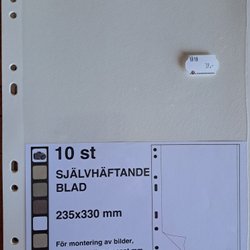 10 st
SJÄLVHÄFTANDE
BLAD
235x330 mm
För montering av bilder,